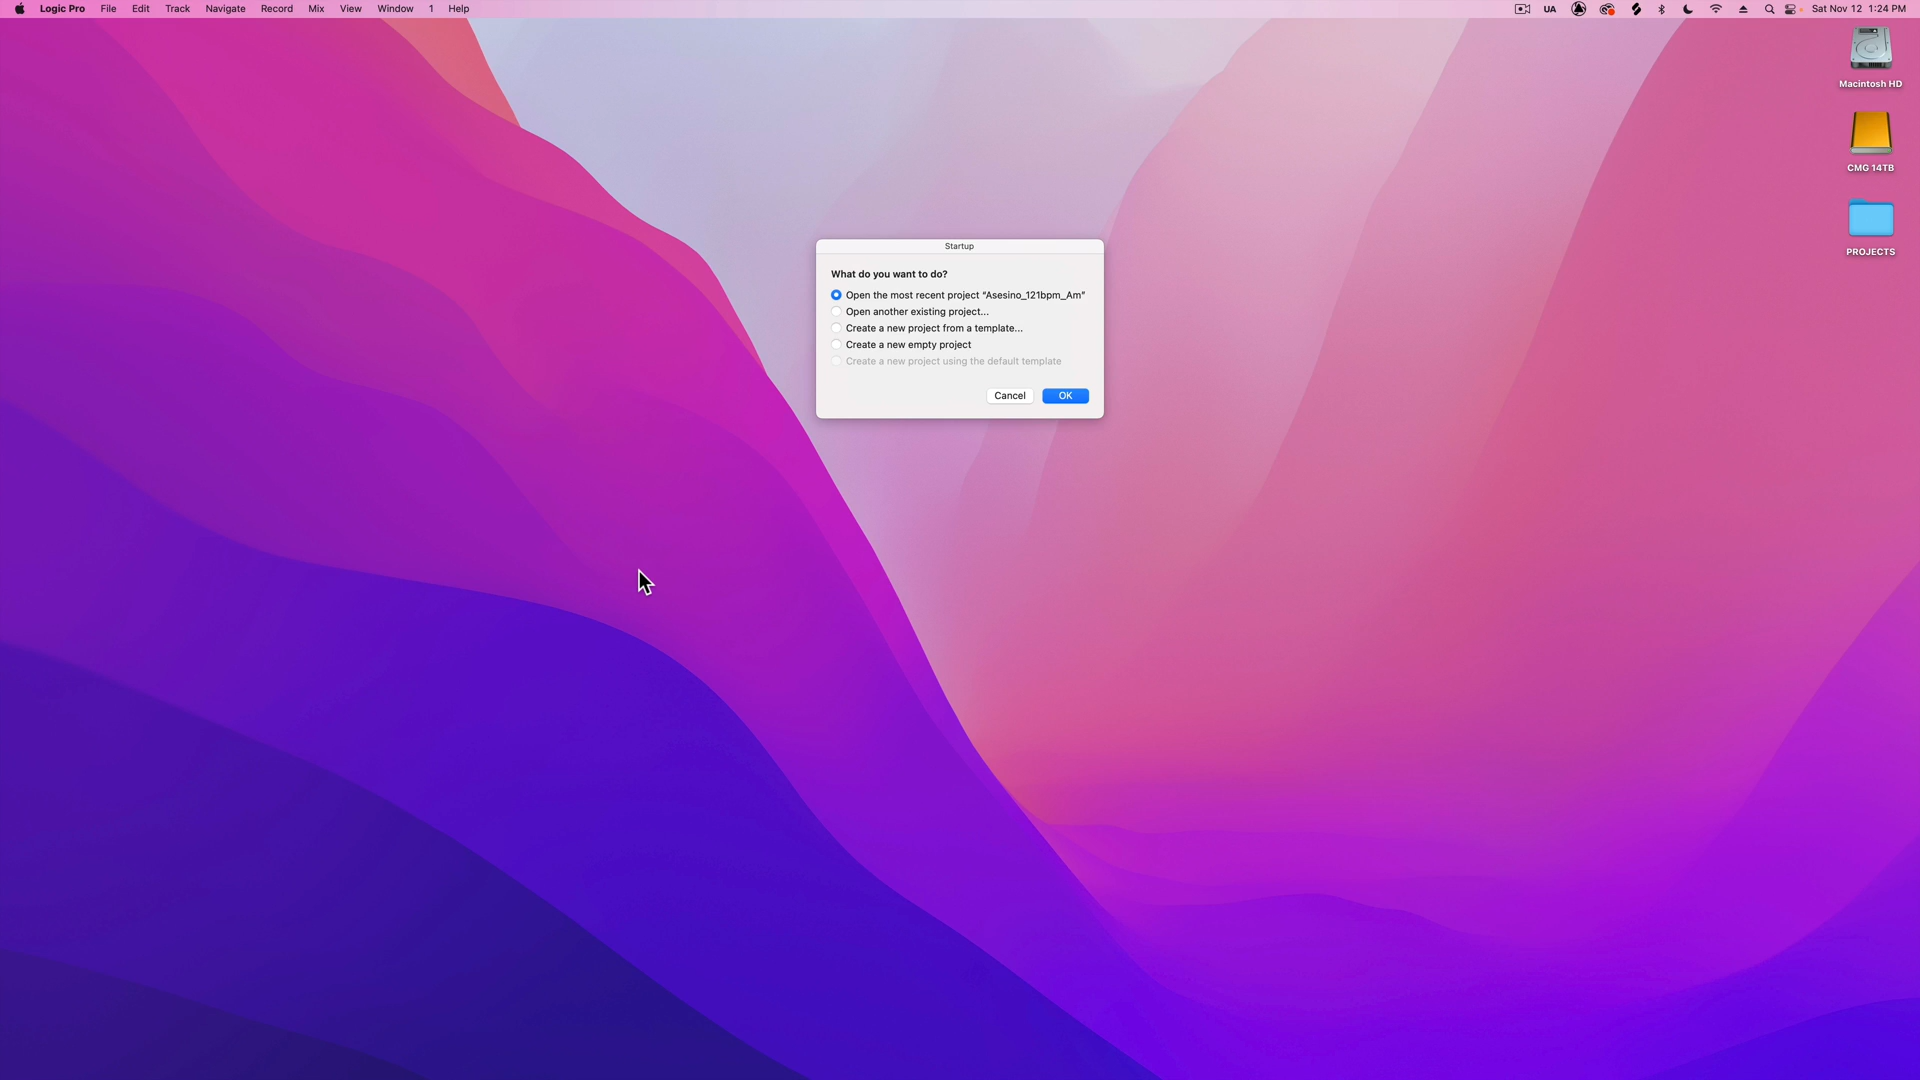 Logic Pro File Edit Track Navigate Record Mix View Window 1 Help UA Sat Nov 12 1:24 PM
Macintosh HD
CMG 14TB
PROJECTS
Startup
What do you want to do?
Open the most recent project “Asesino_121bpm_Am”
Open another existing project...
Create a new project from a template...
Create a new empty project
Create a new project using the default template
Cancel OK